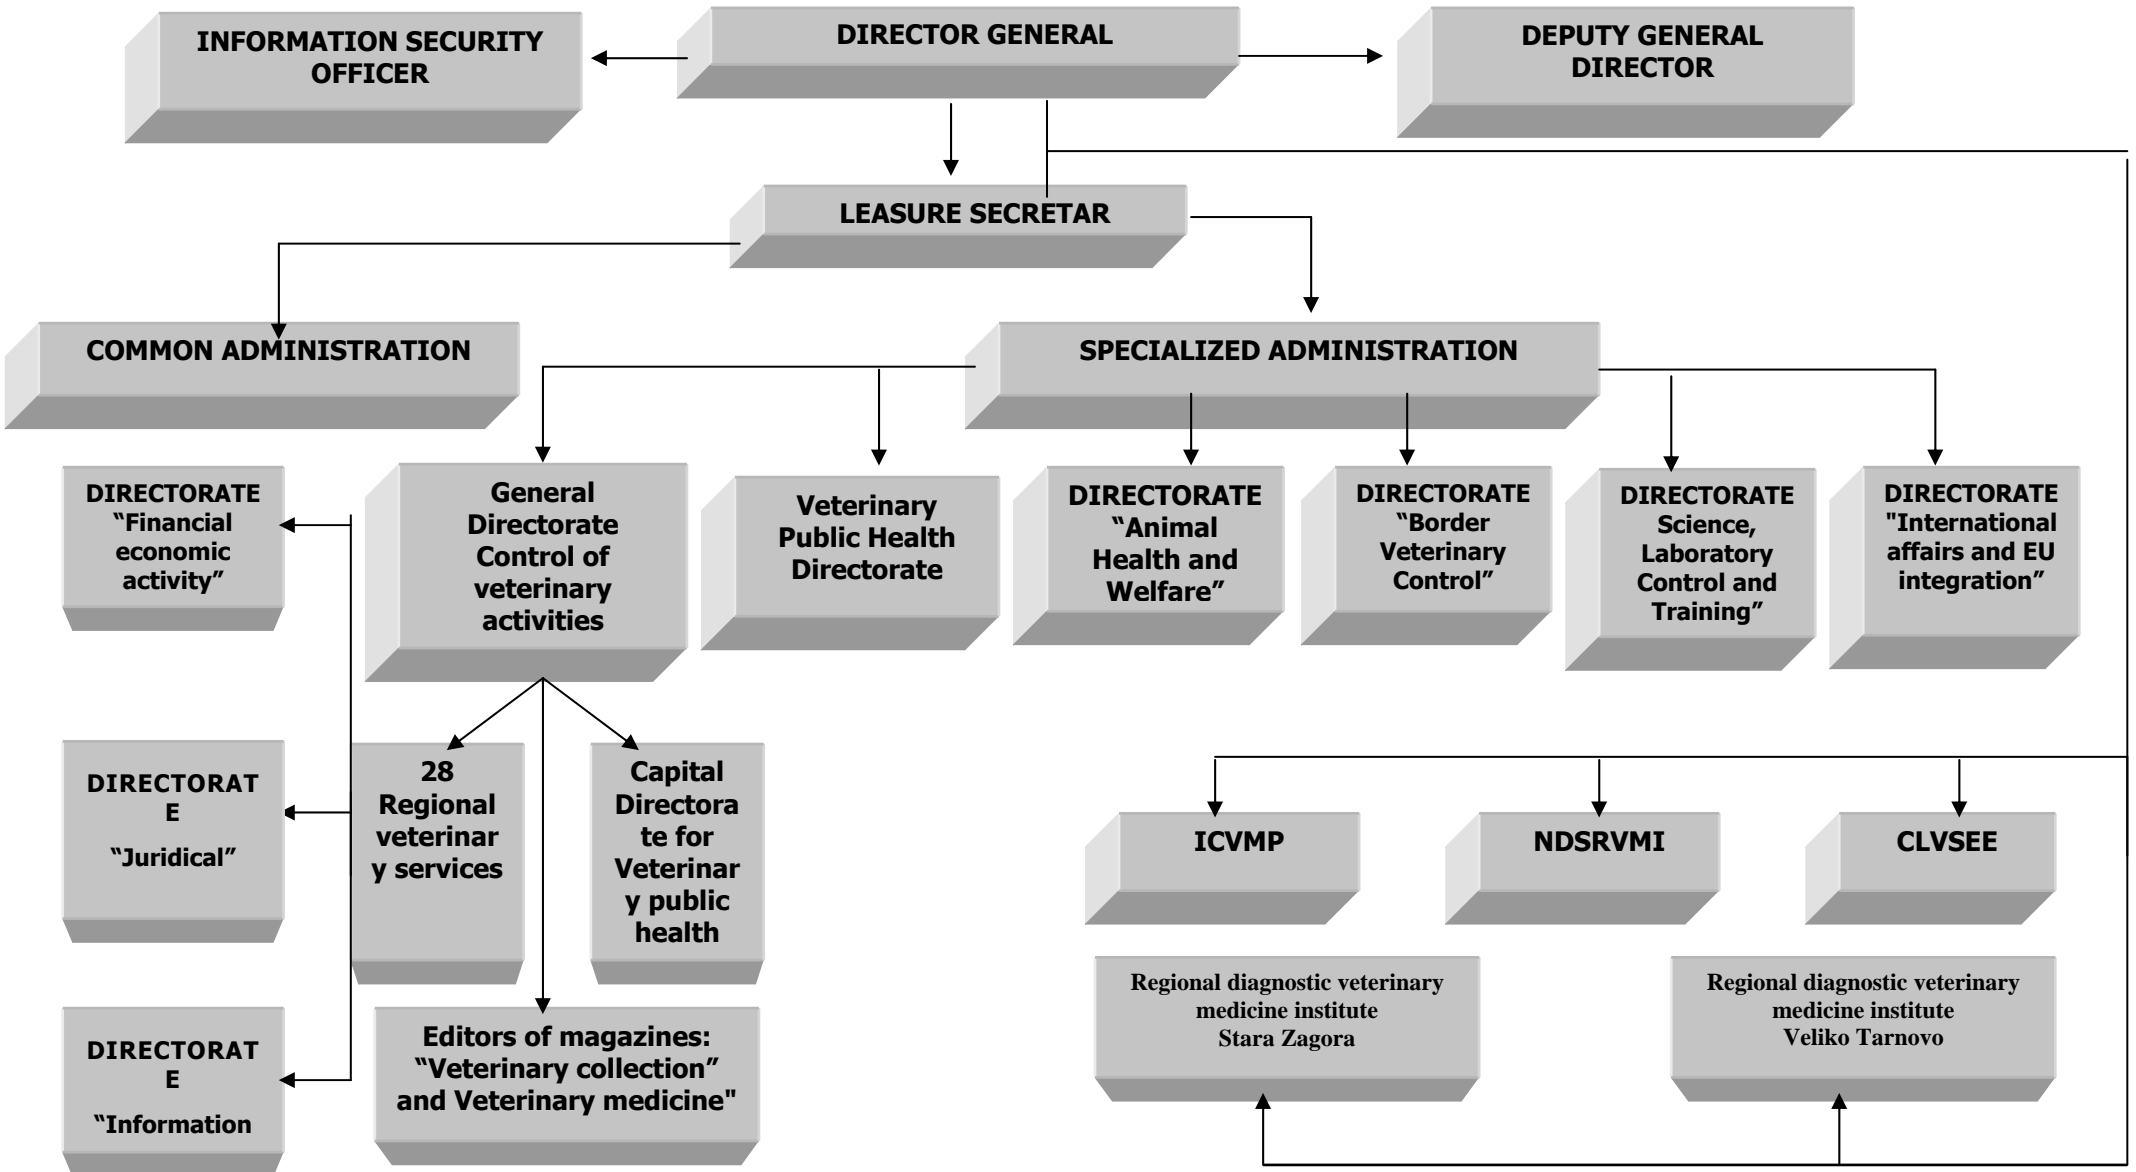 INFORMATION SECURITY
OFFICER
DIRECTOR GENERAL
DEPUTY GENERAL
DIRECTOR
LEASURE SECRETAR
COMMON ADMINISTRATION
SPECIALIZED ADMINISTRATION
DIRECTORATE
“Financial
economic
activity”
General
Directorate
Control of
veterinary
activities
Veterinary
Public Health
Directorate
DIRECTORATE
“Animal
Health and
Welfare”
DIRECTORATE
“Border
Veterinary
Control”
DIRECTORATE
Science,
Laboratory
Control and
Training”
DIRECTORATE
"International
affairs and EU
integration”
DIRECTORAT
E
“Juridical”
28
Regional
veterinar
y services
Capital
Directora
te for
Veterinar
y public
health
ICVMP
NDSRVMI
CLVSEE
Regional diagnostic veterinary
medicine institute
Stara Zagora
Regional diagnostic veterinary
medicine institute
Veliko Tarnovo
DIRECTORAT
E
“Information
Editors of magazines:
“Veterinary collection”
and Veterinary medicine"